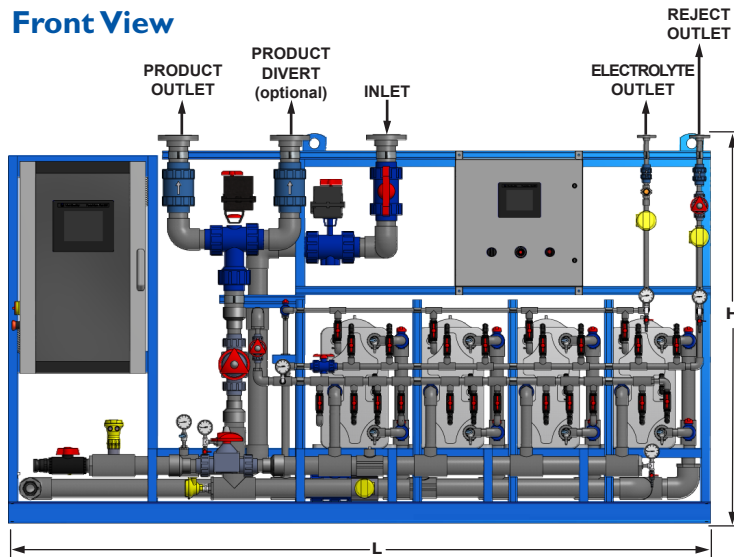 Front View
REJECT
OUTLET
PRODUCT
OUTLET
PRODUCT
DIVERT
(optional)
INLET
ELECTROLYTE
OUTLET
H
L